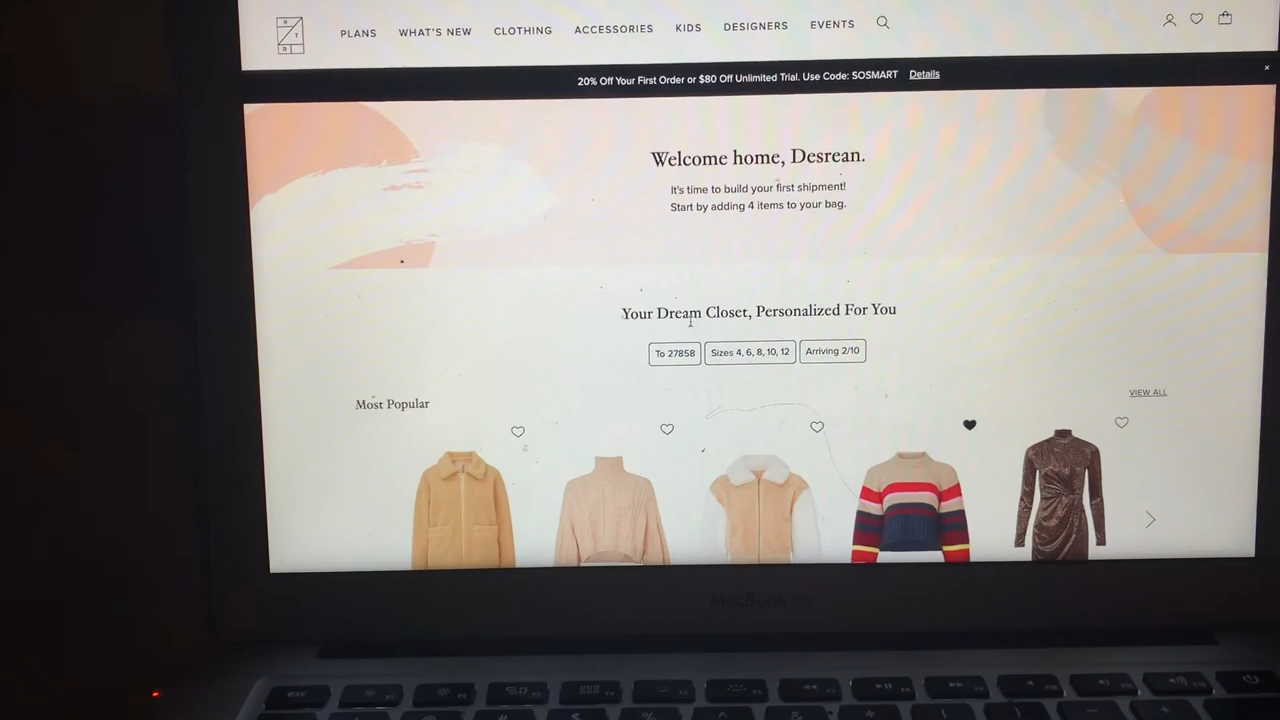 R
T
R
PLANS WHAT'S NEW CLOTHING ACCESSORIES KIDS DESIGNERS EVENTS
20% Off Your First Order or $80 Off Unlimited Trial. Use Code: SOSMART Details ×
Welcome home, Desrean.
It's time to build your first shipment!
Start by adding 4 items to your bag.
Your Dream Closet, Personalized For You
To 27858 Sizes 4, 6, 8, 10, 12 Arriving 2/10
Most Popular VIEW ALL
MacBook Air
esc